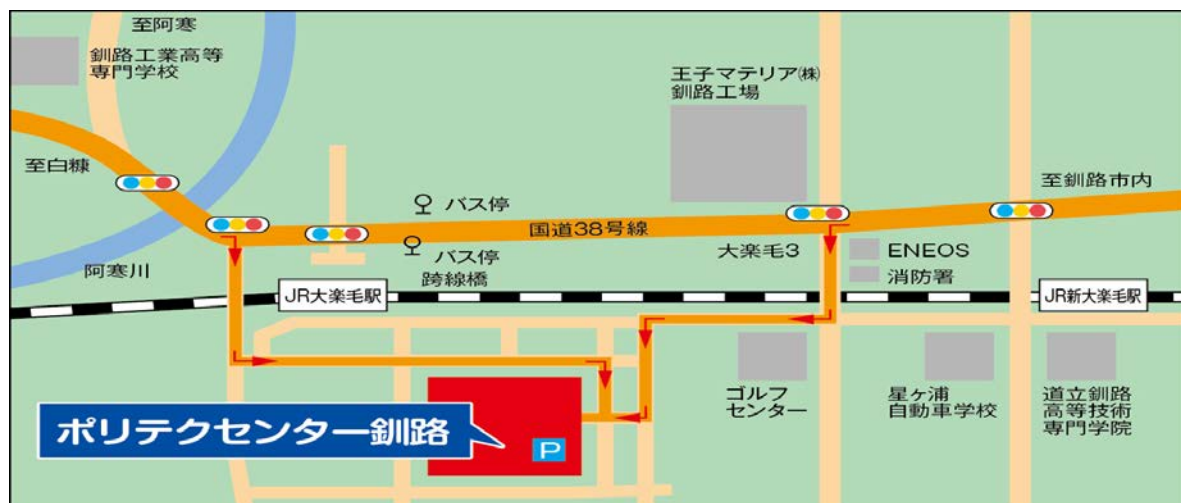 至阿寒
釧路工業高等
専門学校
王子マテリア㈱
釧路工場
至白糠
至釧路市内
バス停
国道38号線
大楽毛3
ENEOS
バス停
跨線橋
消防署
阿寒川
JR大楽毛駅
JR新大楽毛駅
ゴルフ
センター
星ヶ浦
自動車学校
道立釧路
高等技術
専門学院
ポリテクセンター釧路
P